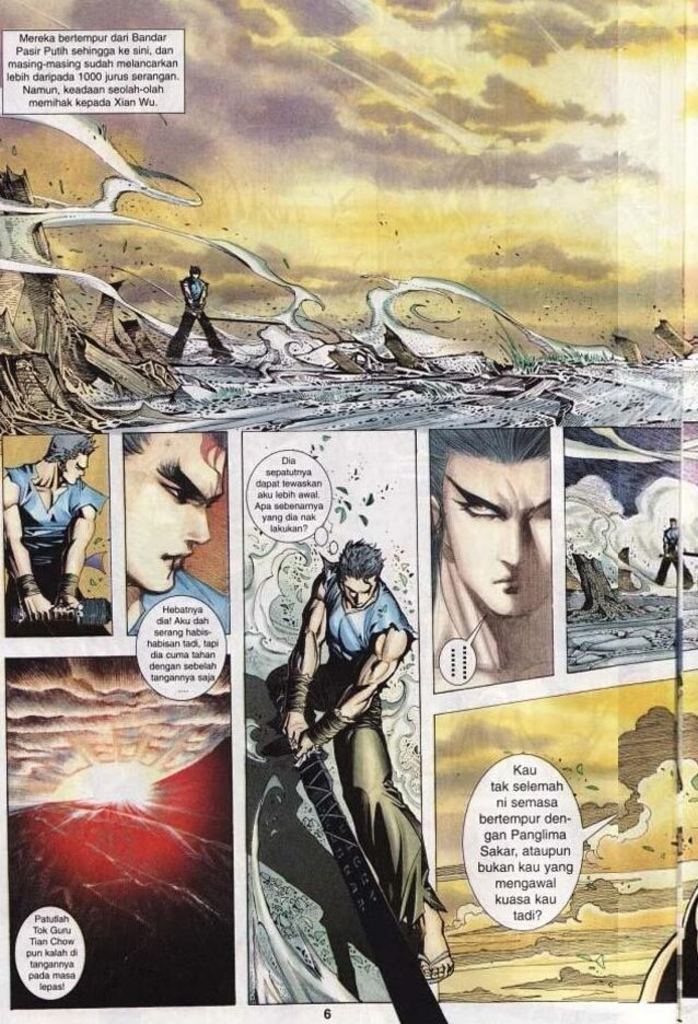 Mereka bertempur dari Bandar
Pasir Putih sehingga ke sini, dan
masing-masing sudah melancarkan
lebih daripada 1000 jurus serangan.
Namun, keadaan seolah-olah
memihak kepada Xian Wu.
Hebatnya
dia! Aku dah
serang habis-
habisan tadi, tapi
dia cuma tahan
dengan sebelah
tangannya saja
....
Patutlah
Tok Guru
Tian Chow
pun kalah di
tangannya
pada masa
lepas!
Dia
sepatutnya
dapat tewaskan
aku lebih awal.
Apa sebenarnya
yang dia nak
lakukan?
Kau
tak selemah
ni semasa
bertempur den-
gan Panglima
Sakar, ataupun
bukan kau yang
mengawal
kuasa kau
tadi?
6